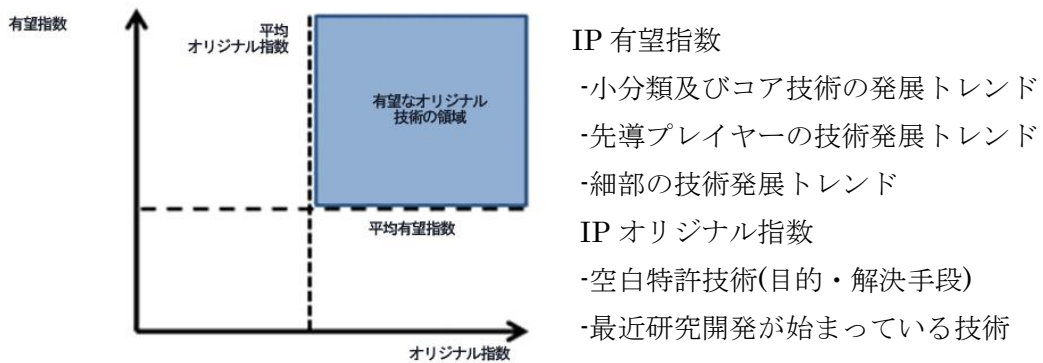 有望指数
平均
オリジナル指数
有望なオリジナル
技術の領域
平均有望指数
オリジナル指数
IP 有望指数
-小分類及びコア技術の発展トレンド
-先導プレイヤーの技術発展トレンド
-細部の技術発展トレンド
IP オリジナル指数
-空白特許技術(目的・解決手段)
-最近研究開発が始まっている技術